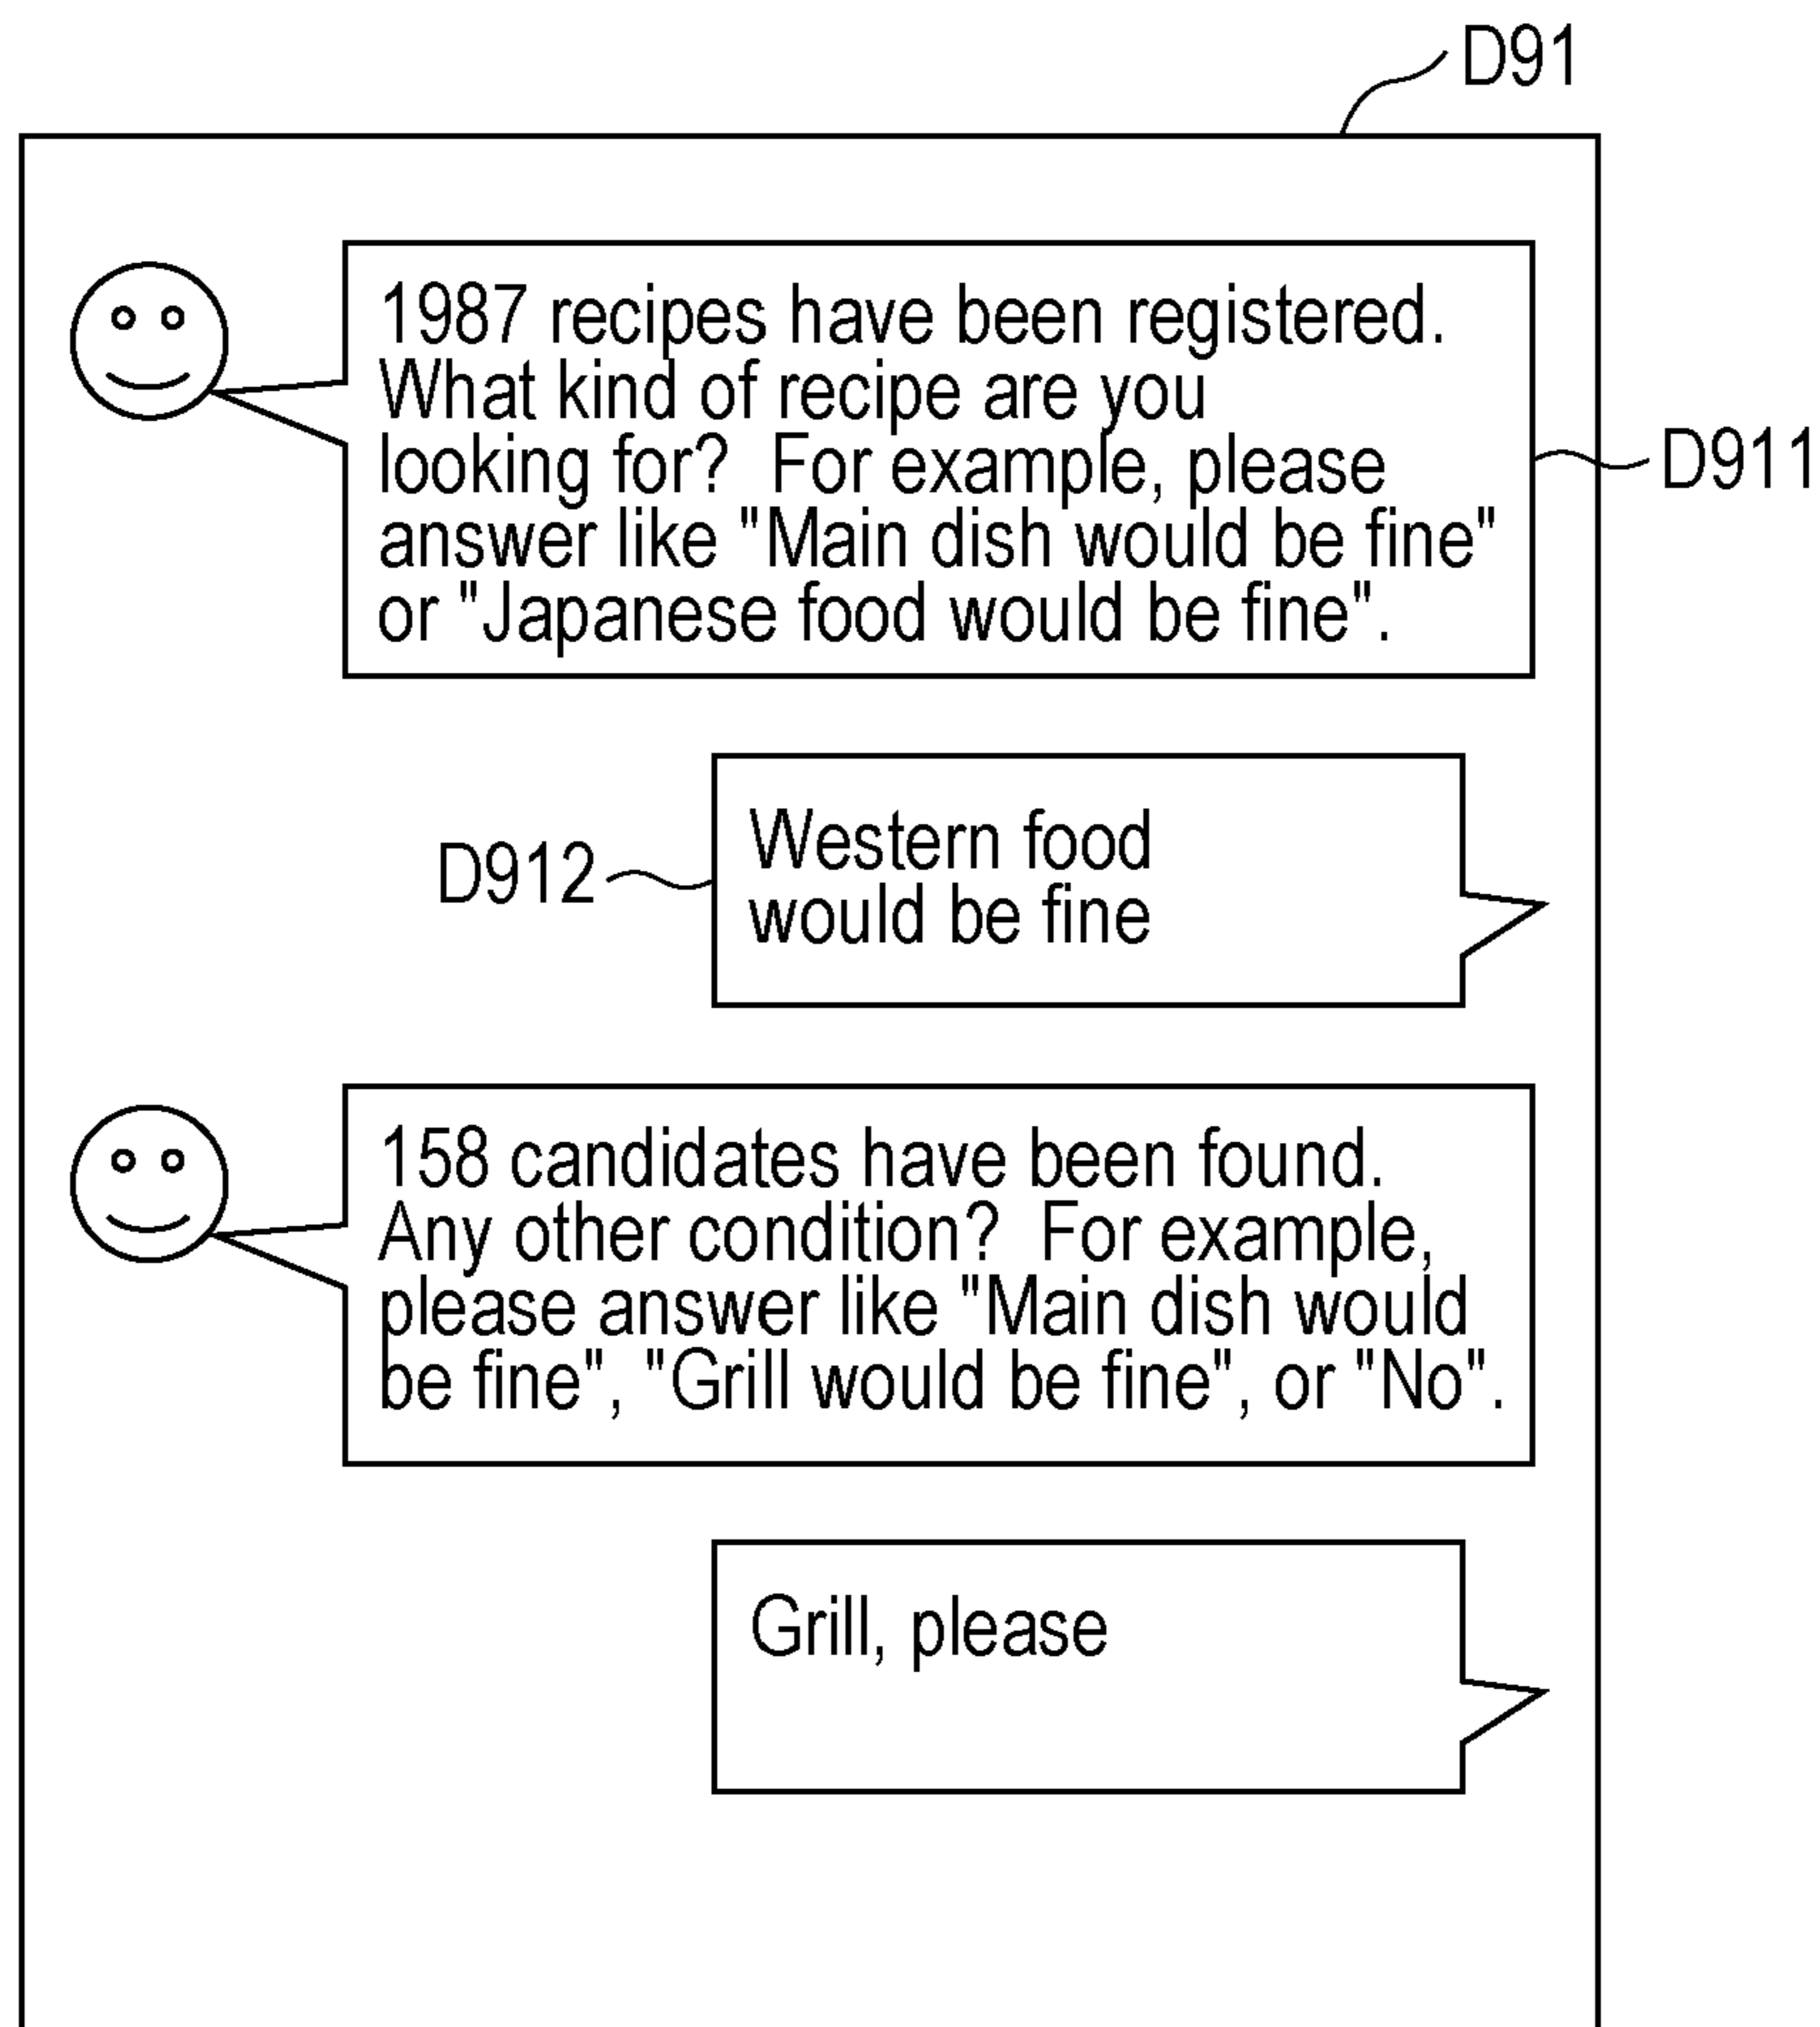 D91
1987 recipes have been registered.
What kind of recipe are you
looking for? For example, please
answer like "Main dish would be fine"
or "Japanese food would be fine".
D911
Western food
would be fine
D912
158 candidates have been found.
Any other condition? For example,
please answer like "Main dish would
be fine", "Grill would be fine", or "No".
Grill, please